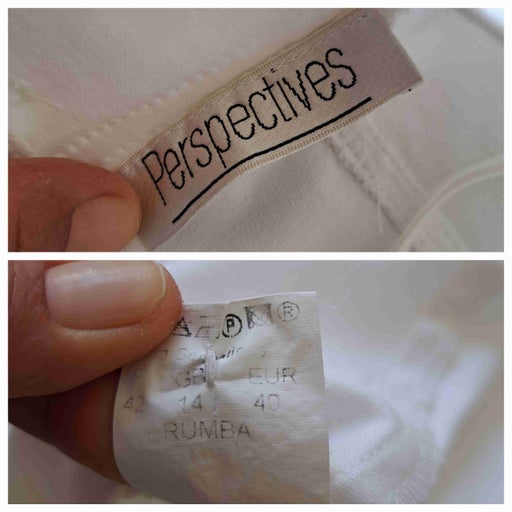 Perspectives
P
R
GB EUR
42 14 40
RUMBA